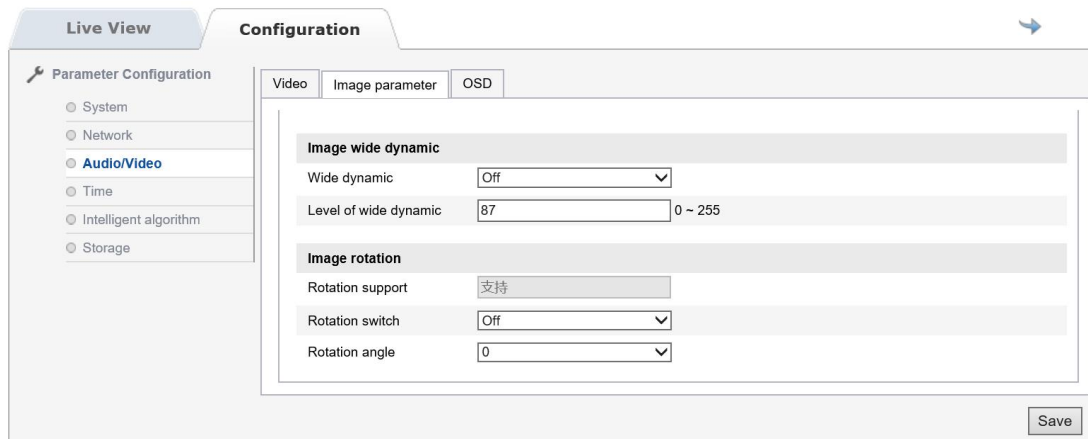 Live View Configuration
Parameter Configuration
System
Network
Audio/Video
Time
Intelligent algorithm
Storage
Video Image parameter OSD
Image wide dynamic
Wide dynamic Off
Level of wide dynamic 87 0 ~ 255
Image rotation
Rotation support 支持
Rotation switch Off
Rotation angle 0
Save